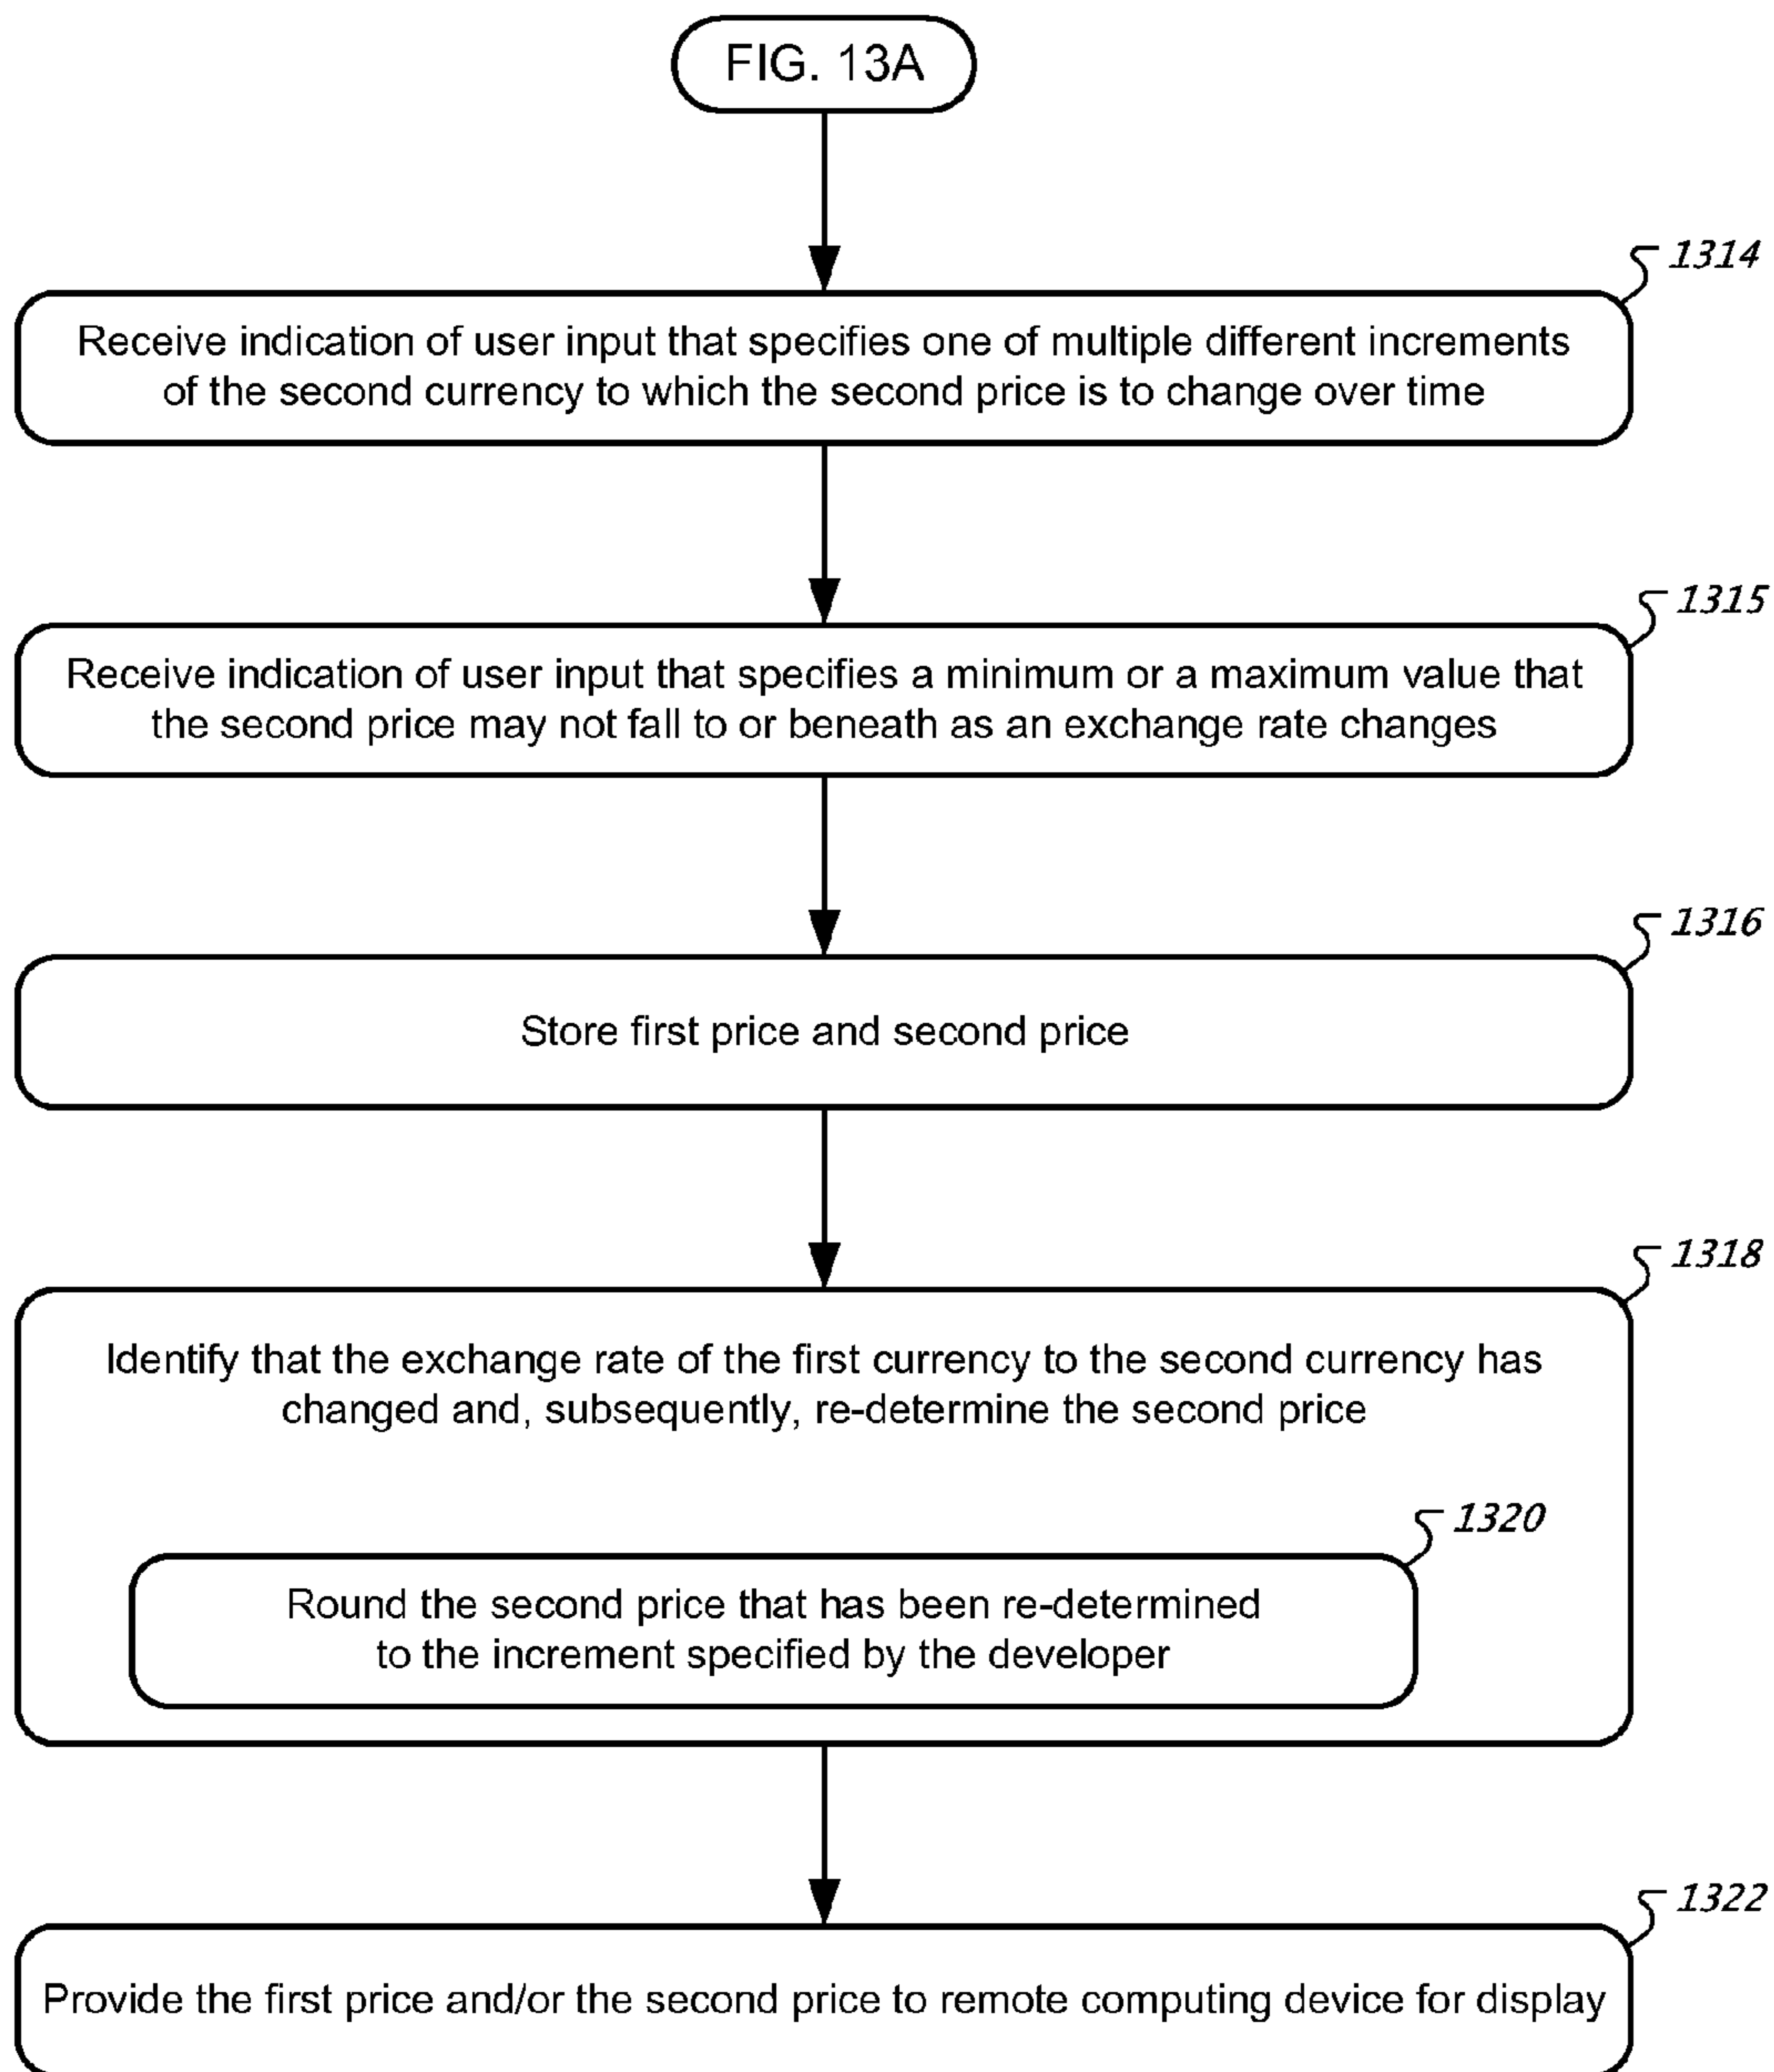 FIG. 13A
1314
Receive indication of user input that specifies one of multiple different increments
of the second currency to which the second price is to change over time
1315
Receive indication of user input that specifies a minimum or a maximum value that
the second price may not fall to or beneath as an exchange rate changes
1316
Store first price and second price
1318
Identify that the exchange rate of the first currency to the second currency has
changed and, subsequently, re-determine the second price
1320
Round the second price that has been re-determined
to the increment specified by the developer
1322
Provide the first price and/or the second price to remote computing device for display